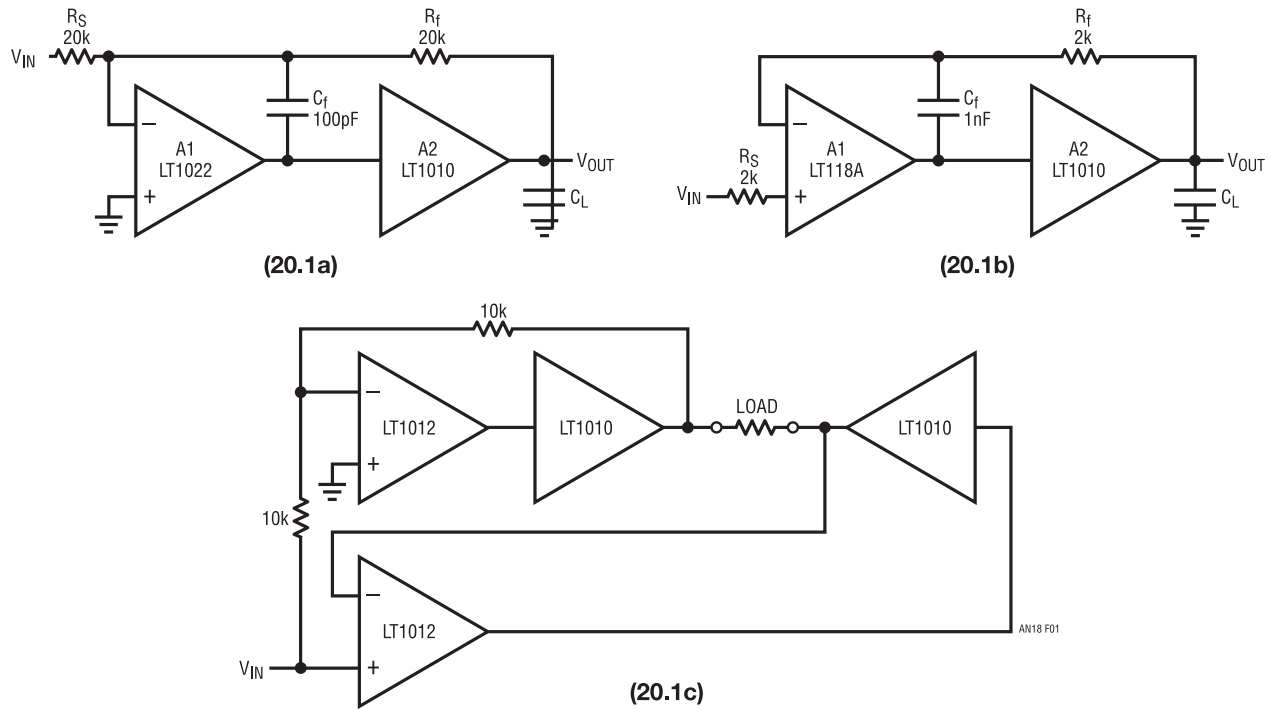 R_S
20k
R_f
20k
V_IN
C_f
100pF
−
A1
LT1022
+
A2
LT1010
V_OUT
C_L
(20.1a)
R_f
2k
−
C_f
1nF
A1
LT118A
R_S
2k
V_IN
+
A2
LT1010
V_OUT
C_L
(20.1b)
10k
−
LT1012
+
LT1010
LOAD
LT1010
10k
−
LT1012
+
V_IN
AN18 F01
(20.1c)